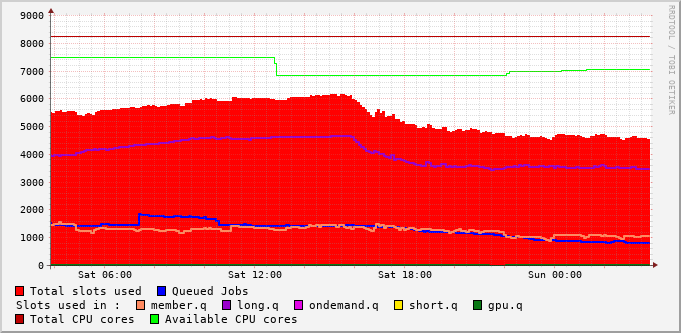 9000
8000
7000
6000
5000
4000
3000
2000
1000
0
Sat 06:00 Sat 12:00 Sat 18:00 Sun 00:00
Total slots used Queued Jobs
Slots used in : member.q long.q ondemand.q short.q gpu.q
Total CPU cores Available CPU cores
RRDTOOL / TOBI OETIKER